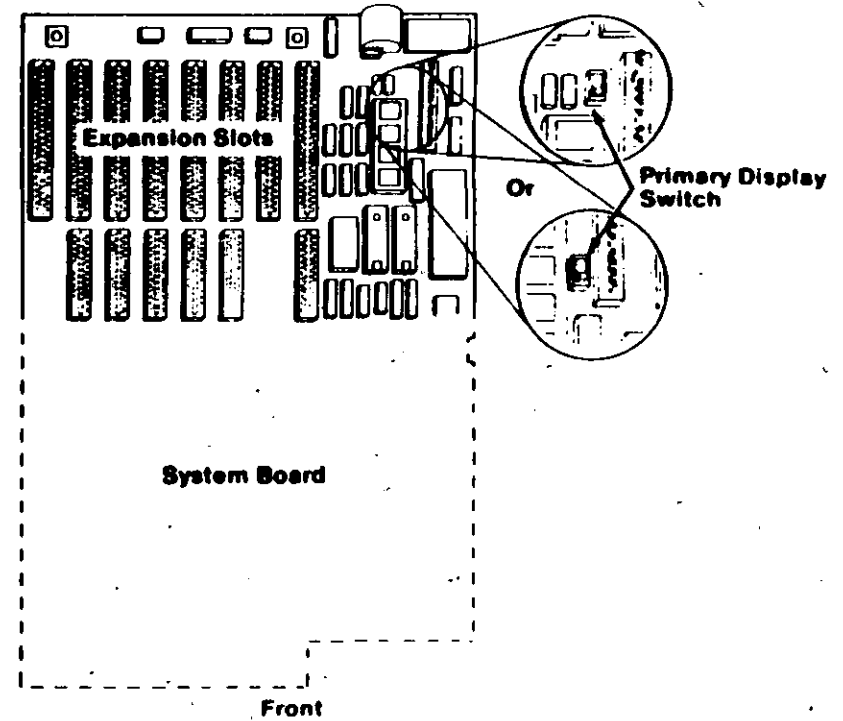 Expansion Slots
Or
Primary Display
Switch
System Board
Front